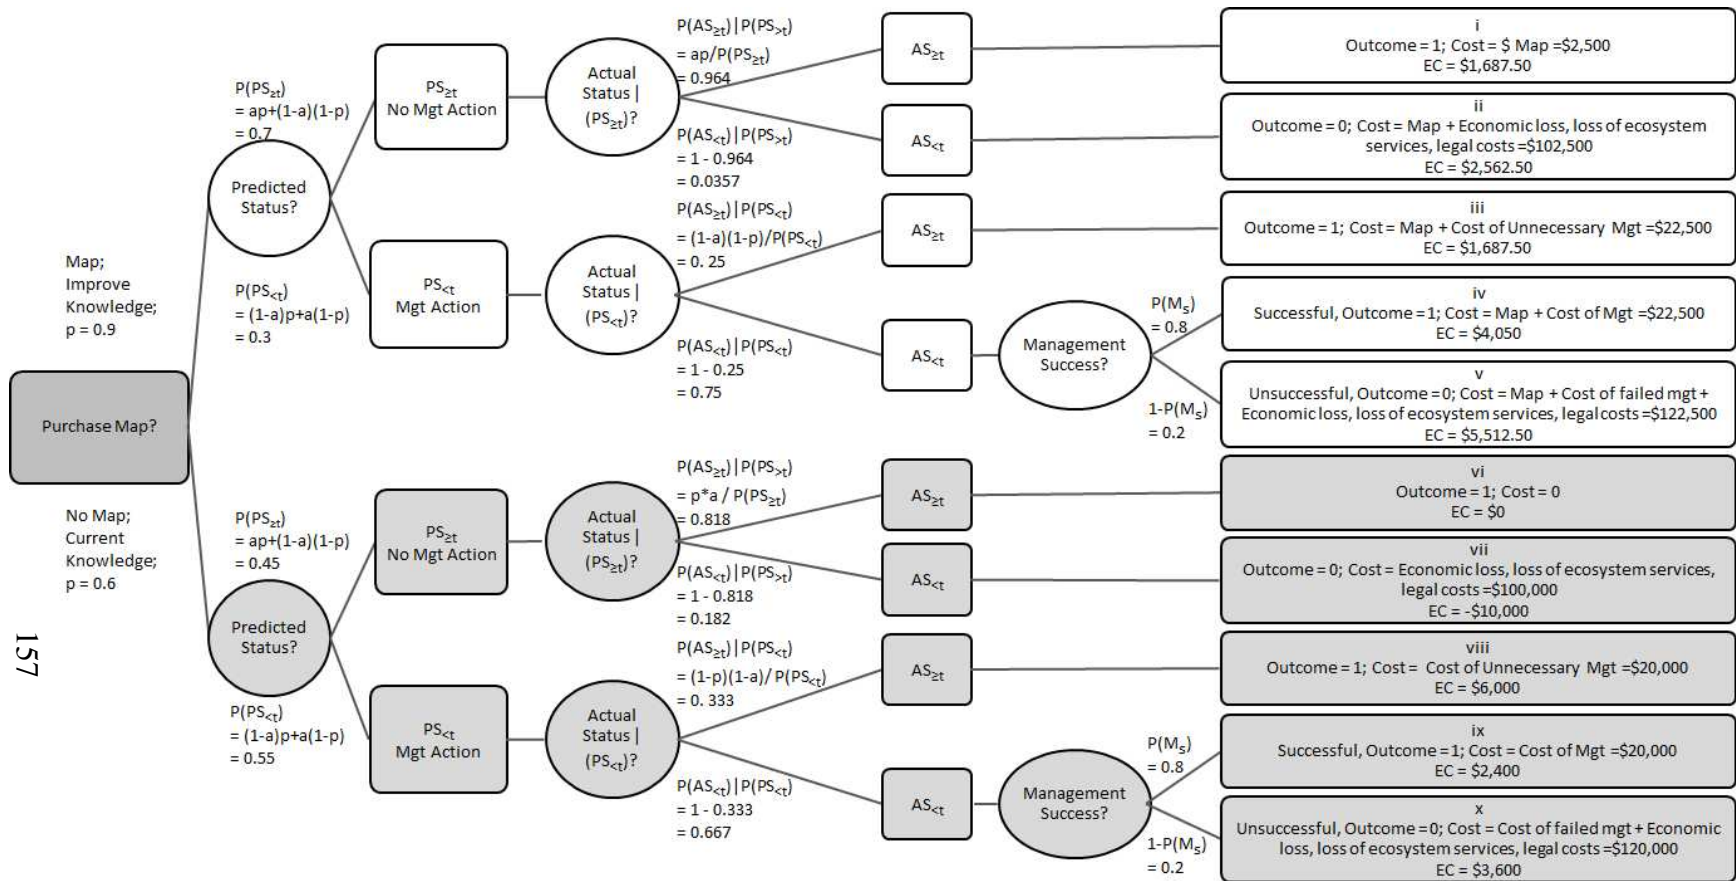 Purchase Map?
Map;
Improve
Knowledge;
p = 0.9
P(PS≥t)
= ap+(1-a)(1-p)
= 0.7
Predicted
Status?
P(PS<t)
= (1-a)p+a(1-p)
= 0.3
PS≥t
No Mgt Action
Actual
Status |
(PS≥t)?
P(AS≥t)|P(PS>t)
= ap/P(PS≥t)
= 0.964
AS≥t
i
Outcome = 1; Cost = $ Map =$2,500
EC = $1,687.50
P(AS<t)|P(PS>t)
= 1 - 0.964
= 0.0357
AS<t
ii
Outcome = 0; Cost = Map + Economic loss, loss of ecosystem
services, legal costs =$102,500
EC = $2,562.50
PS<t
Mgt Action
Actual
Status |
(PS<t)?
P(AS≥t)|P(PS<t)
= (1-a)(1-p)/P(PS<t)
= 0. 25
AS≥t
iii
Outcome = 1; Cost = Map + Cost of Unnecessary Mgt =$22,500
EC = $1,687.50
P(AS<t)|P(PS<t)
= 1 - 0.25
= 0.75
AS<t
Management
Success?
P(Ms)
= 0.8
iv
Successful, Outcome = 1; Cost = Map + Cost of Mgt =$22,500
EC = $4,050
1-P(Ms)
= 0.2
v
Unsuccessful, Outcome = 0; Cost = Map + Cost of failed mgt +
Economic loss, loss of ecosystem services, legal costs =$122,500
EC = $5,512.50
No Map;
Current
Knowledge;
p = 0.6
P(PS≥t)
= ap+(1-a)(1-p)
= 0.45
Predicted
Status?
P(PS<t)
= (1-a)p+a(1-p)
= 0.55
PS≥t
No Mgt Action
Actual
Status |
(PS≥t)?
P(AS≥t)|P(PS>t)
= p*a / P(PS≥t)
= 0.818
AS≥t
vi
Outcome = 1; Cost = 0
EC = $0
P(AS<t)|P(PS>t)
= 1 - 0.818
= 0.182
AS<t
vii
Outcome = 0; Cost = Economic loss, loss of ecosystem services,
legal costs =$100,000
EC = -$10,000
PS<t
Mgt Action
Actual
Status |
(PS<t)?
P(AS≥t)|P(PS<t)
= (1-p)(1-a)/ P(PS<t)
= 0. 333
AS≥t
viii
Outcome = 1; Cost = Cost of Unnecessary Mgt =$20,000
EC = $6,000
P(AS<t)|P(PS<t)
= 1 - 0.333
= 0.667
AS<t
Management
Success?
P(Ms)
= 0.8
ix
Successful, Outcome = 1; Cost = Cost of Mgt =$20,000
EC = $2,400
1-P(Ms)
= 0.2
x
Unsuccessful, Outcome = 0; Cost = Cost of failed mgt + Economic
loss, loss of ecosystem services, legal costs =$120,000
EC = $3,600
157